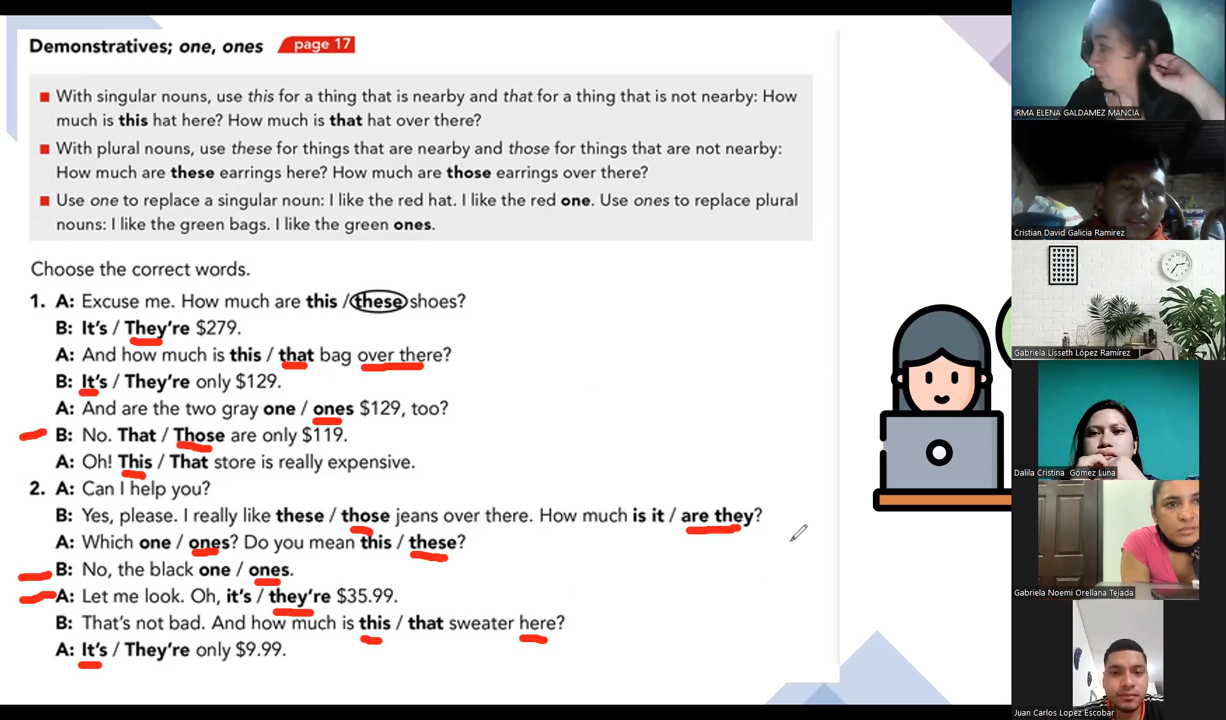 Demonstratives; one, ones page 17
With singular nouns, use this for a thing that is nearby and that for a thing that is not nearby: How
much is this hat here? How much is that hat over there?
With plural nouns, use these for things that are nearby and those for things that are not nearby:
How much are these earrings here? How much are those earrings over there?
Use one to replace a singular noun: I like the red hat. I like the red one. Use ones to replace plural
nouns: I like the green bags. I like the green ones.
Choose the correct words.
1. A: Excuse me. How much are this / these shoes?
B: It's / They're $279.
A: And how much is this / that bag over there?
B: It's / They're only $129.
A: And are the two gray one / ones $129, too?
B: No. That / Those are only $119.
A: Oh! This / That store is really expensive.
2. A: Can I help you?
B: Yes, please. I really like these / those jeans over there. How much is it / are they?
A: Which one / ones? Do you mean this / these?
B: No, the black one / ones.
A: Let me look. Oh, it's / they're $35.99.
B: That's not bad. And how much is this / that sweater here?
A: It's / They're only $9.99.
IRMA ELENA GALDAMEZ MANCIA
Cristian David Galicia Ramirez
Gabriela Lisseth López Ramírez
Dalila Cristina Gómez Luna
Gabriela Noemi Orellana Tejada
Juan Carlos Lopez Escobar